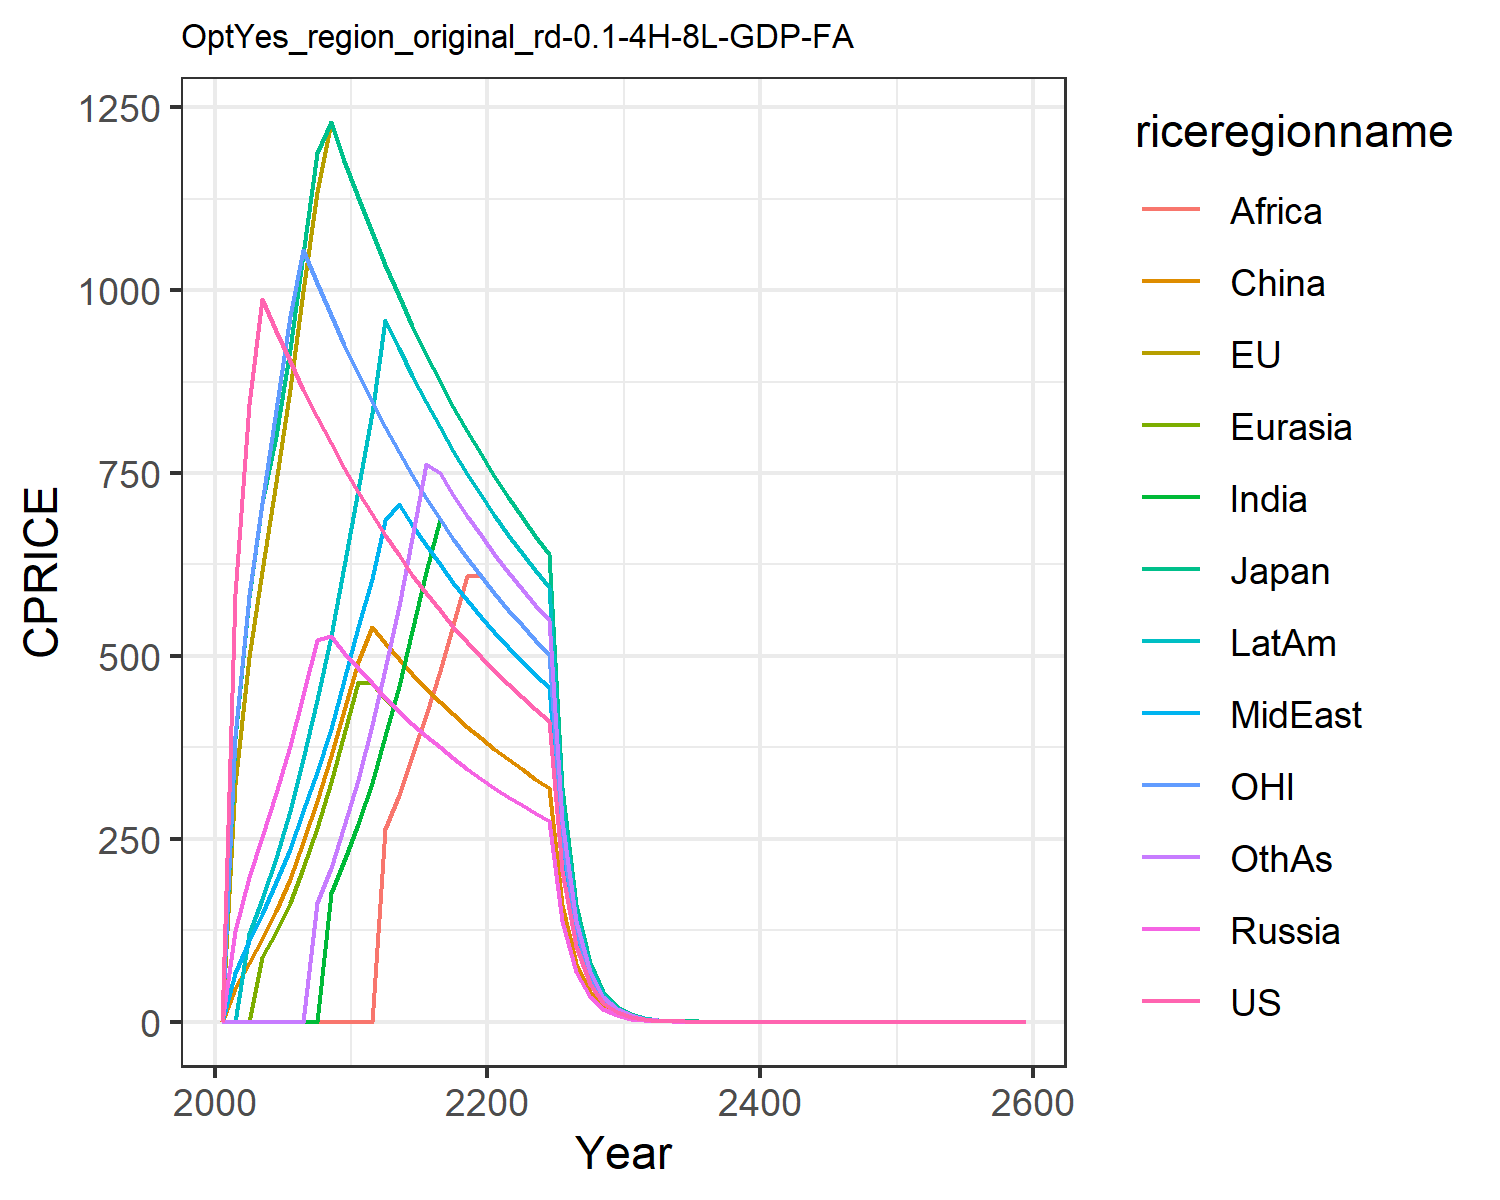 OptYes_region_original_rd-0.1-4H-8L-GDP-FA
1250
1000
750
500
250
0
CPRICE
2000
2200
2400
2600
Year
riceregionname
Africa
China
EU
Eurasia
India
Japan
LatAm
MidEast
OHI
OthAs
Russia
US